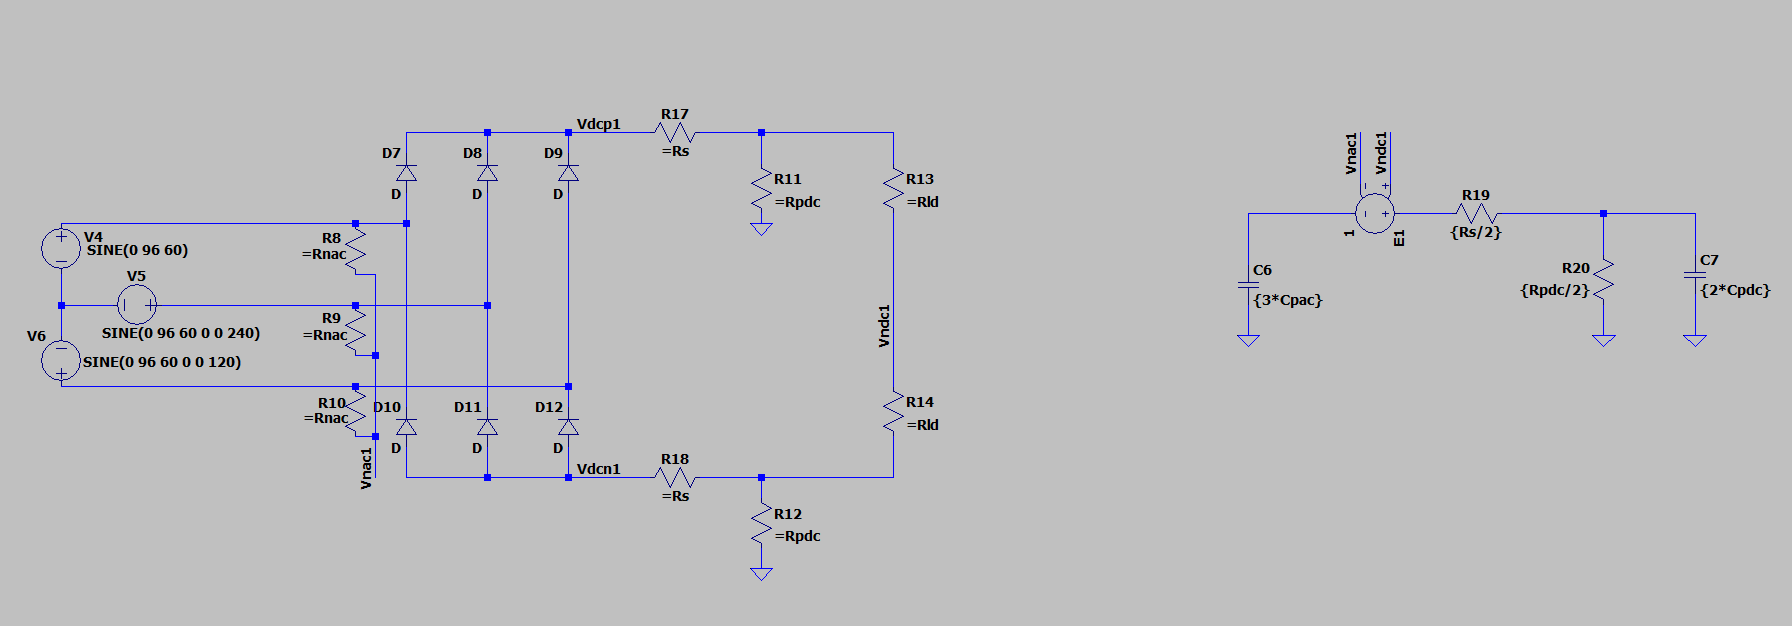 V4
SINE(0 96 60)
V5
SINE(0 96 60 0 0 240)
V6
SINE(0 96 60 0 0 120)
R8
=Rnac
R9
=Rnac
R10
=Rnac
Vnac1
D7
D
D8
D
D9
D
D10
D
D11
D
D12
D
Vdcp1
R17
=Rs
R11
=Rpdc
R13
=Rld
Vndc1
R14
=Rld
Vdcn1
R18
=Rs
R12
=Rpdc
C6
{3*Cpac}
Vnac1
Vndc1
1
E1
R19
{Rs/2}
R20
{Rpdc/2}
C7
{2*Cpdc}